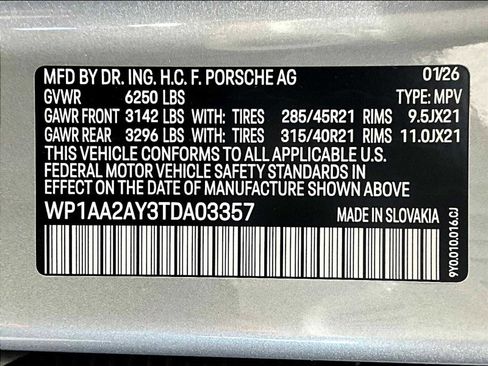 MFD BY DR. ING. H.C. F. PORSCHE AG 01/26
GVWR 6250 LBS TYPE: MPV
GAWR FRONT 3142 LBS WITH: TIRES 285/45R21 RIMS 9.5JX21
GAWR REAR 3296 LBS WITH: TIRES 315/40R21 RIMS 11.0JX21
THIS VEHICLE CONFORMS TO ALL APPLICABLE U.S.
FEDERAL MOTOR VEHICLE SAFETY STANDARDS IN
EFFECT ON THE DATE OF MANUFACTURE SHOWN ABOVE.
WP1AA2AY3TDA03357 MADE IN SLOVAKIA
9Y0.010.016.CJ